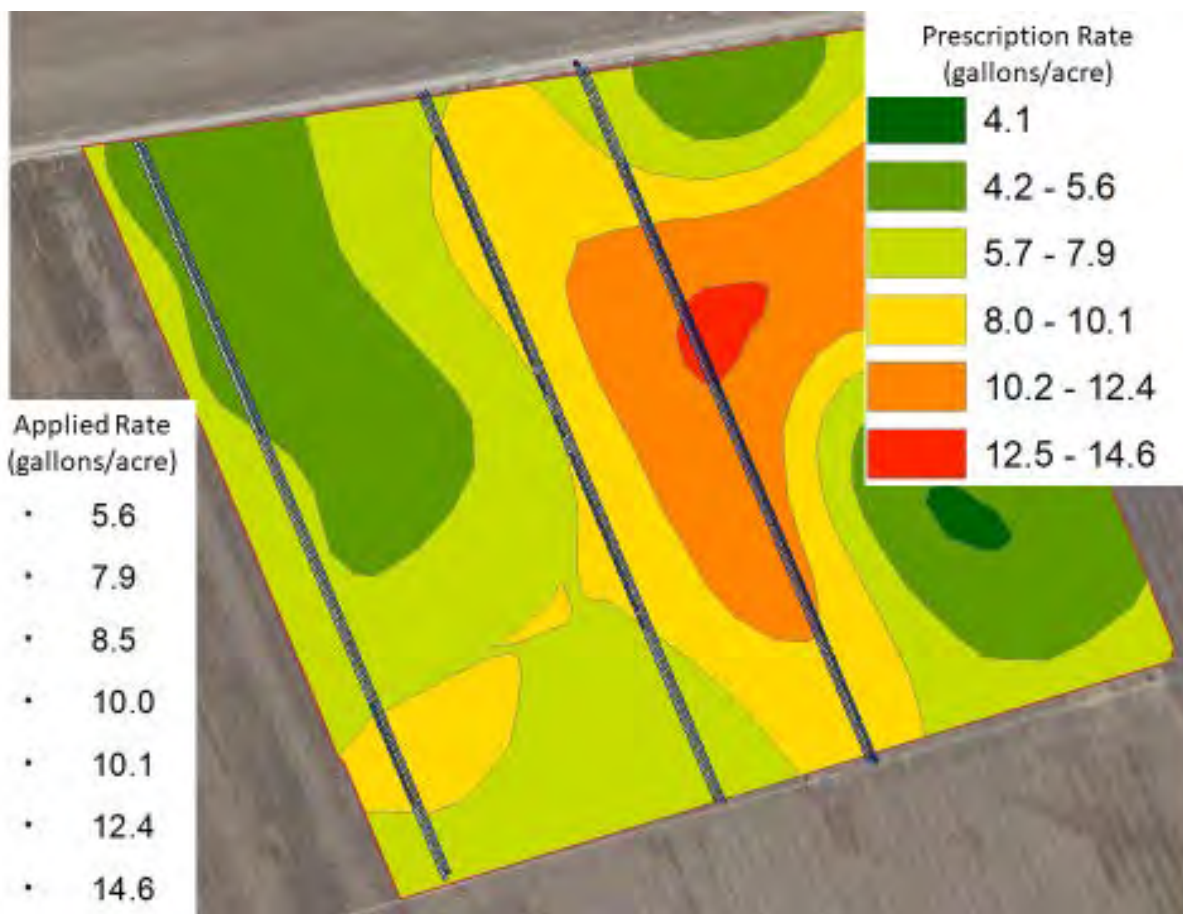 Prescription Rate
(gallons/acre)
4.1
4.2 - 5.6
5.7 - 7.9
8.0 - 10.1
10.2 - 12.4
12.5 - 14.6
Applied Rate
(gallons/acre)
5.6
7.9
8.5
10.0
10.1
12.4
14.6